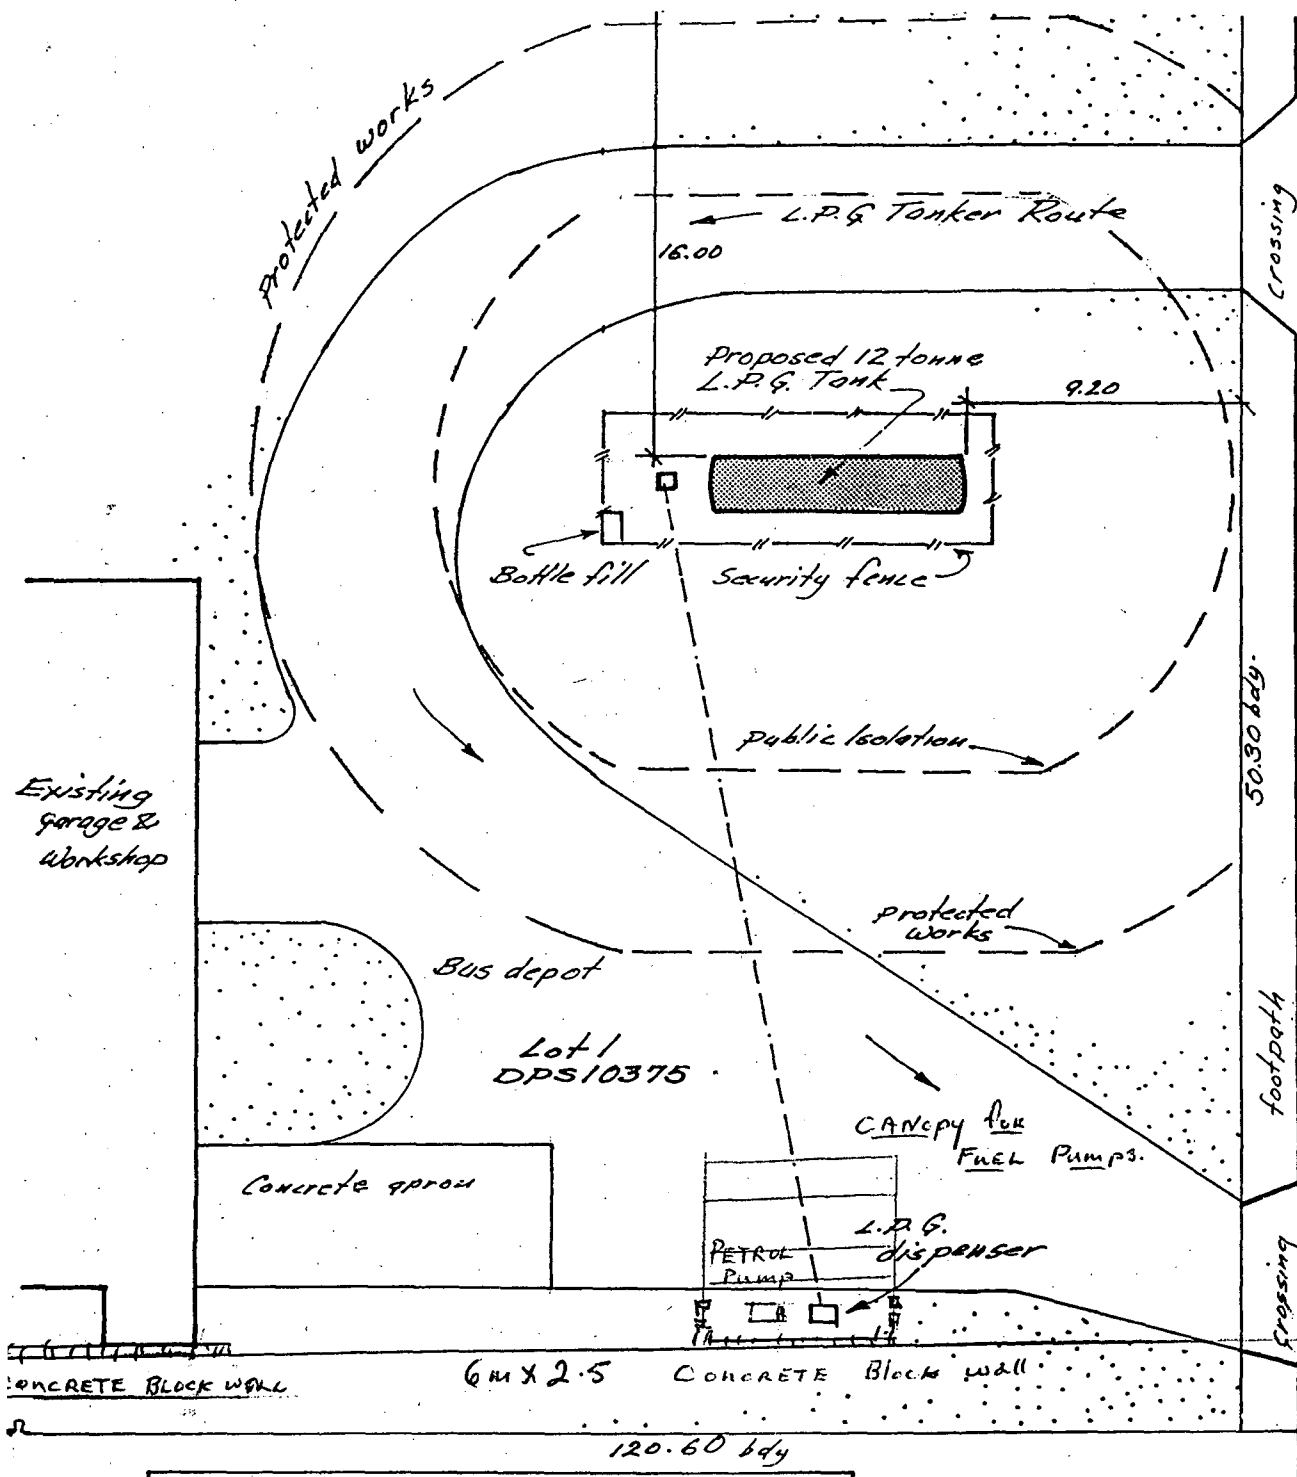 Protected works
L.P.G Tanker Route
Crossing
16.00
Proposed 12 tonne
L.P.G. Tank
9.20
Bottle fill
Security fence
Public Isolation
50.30 bdy.
Existing
garage &
Workshop
Protected
works
Bus depot
Lot 1
DPS10375
footpath
CANOPY FOR
FUEL PUMPS.
Concrete apron
L.P.G.
dispenser
PETROL
PUMP
Crossing
CONCRETE BLOCK WALL
6m X 2.5 CONCRETE Block wall
120.60 bdy